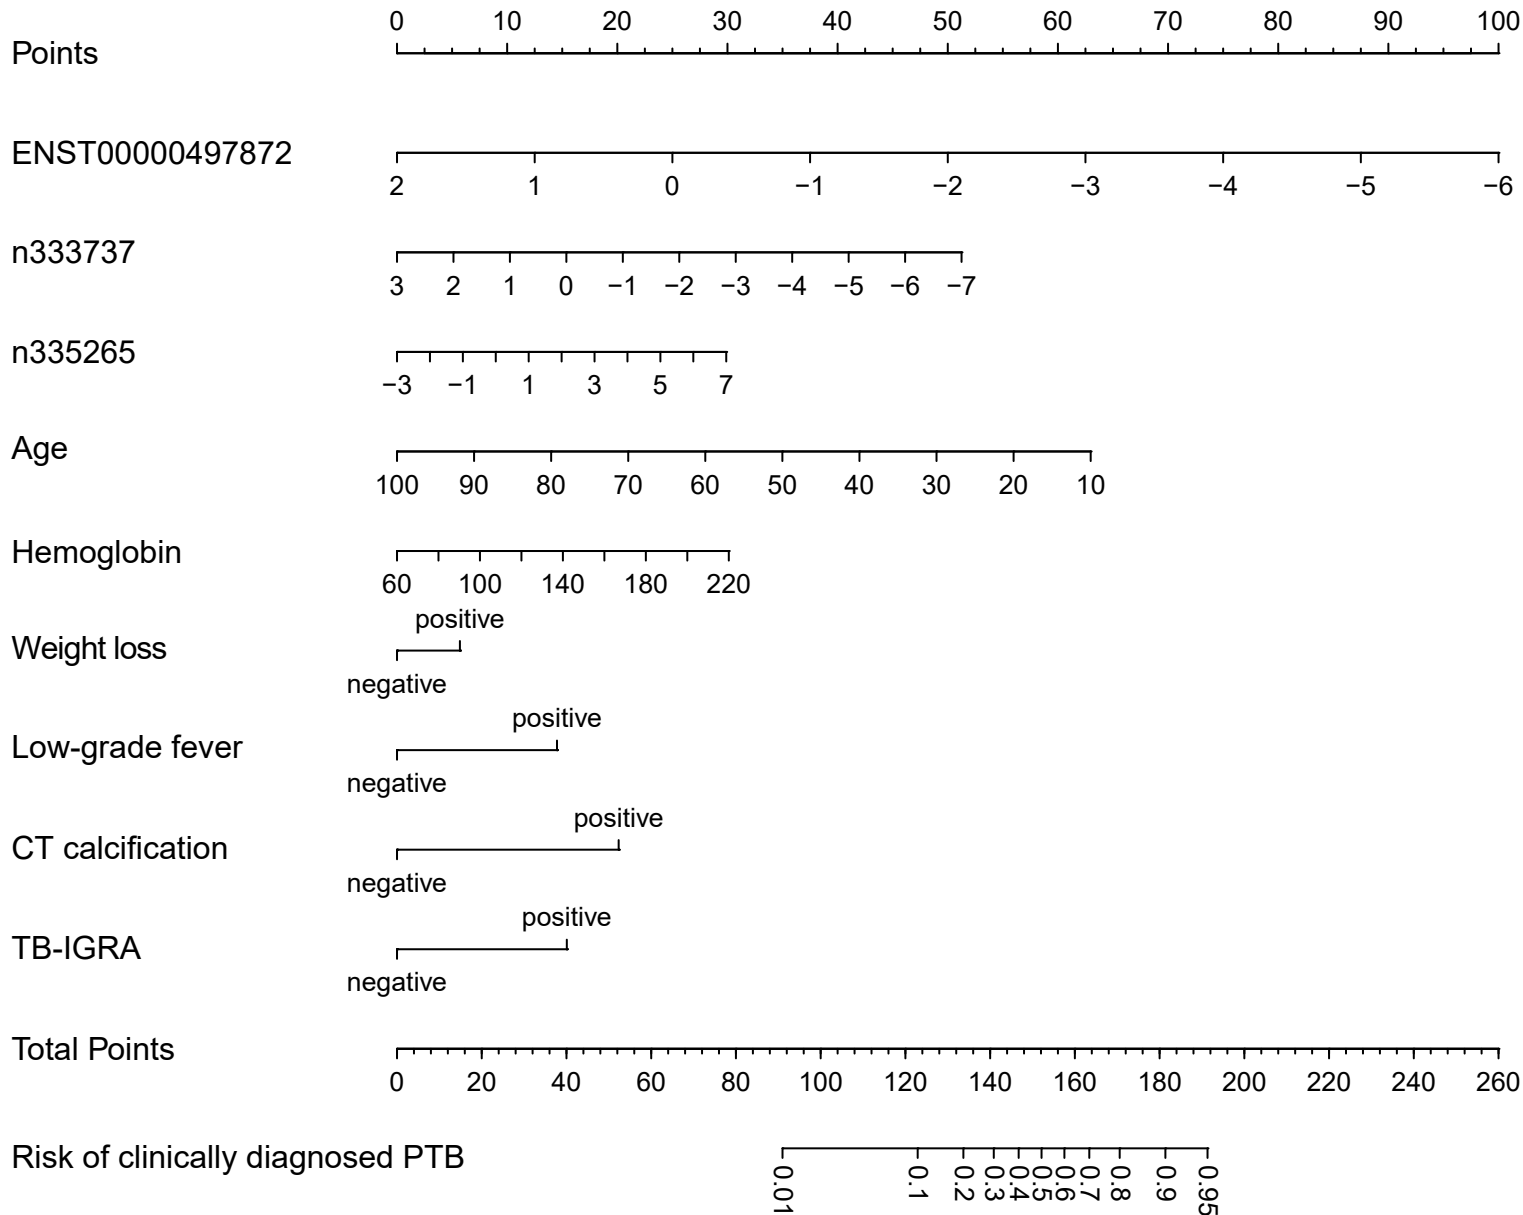 0 10 20 30 40 50 60 70 80 90 100
Points
ENST00000497872
2 1 0 −1 −2 −3 −4 −5 −6
n333737
3 2 1 0 −1 −2 −3 −4 −5 −6 −7
n335265
−3 −1 1 3 5 7
Age
100 90 80 70 60 50 40 30 20 10
Hemoglobin
60 100 140 180 220
positive
Weight loss
negative
positive
Low-grade fever
negative
positive
CT calcification
negative
positive
TB-IGRA
negative
Total Points
0 20 40 60 80 100 120 140 160 180 200 220 240 260
Risk of clinically diagnosed PTB
0.01 0.1 0.2 0.3 0.4 0.5 0.6 0.7 0.8 0.9 0.95